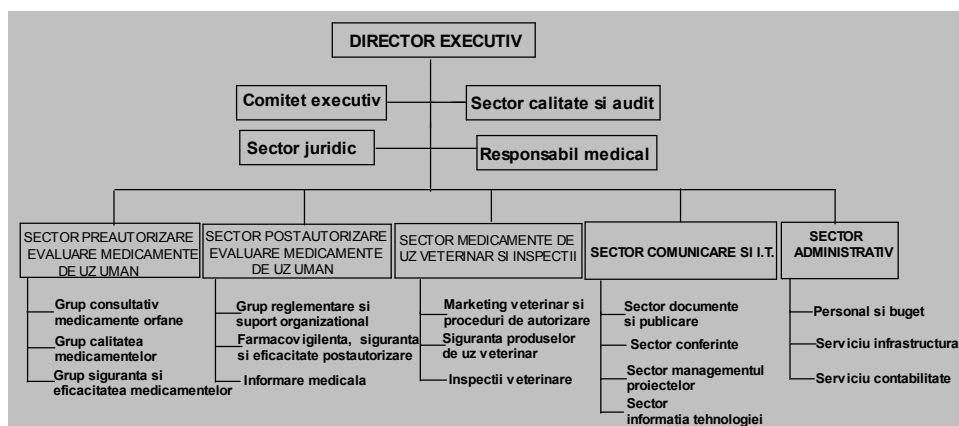 DIRECTOR EXECUTIV
Comitet executiv
Sector calitate si audit
Sector juridic
Responsabil medical
SECTOR PREAUTORIZARE
EVALUARE MEDICAMENTE
DE UZ UMAN
SECTOR POSTAUTORIZARE
EVALUARE MEDICAMENTE
DE UZ UMAN
SECTOR MEDICAMENTE DE
UZ VETERINAR SI INSPECTII
SECTOR COMUNICARE SI I.T.
SECTOR
ADMINISTRATIV
Grup consultativ
medicamente orfane
Grup calitatea
medicamentelor
Grup siguranta si
eficacitatea medicamentelor
Grup reglementare si
suport organizational
Farmacovigilenta, siguranta
si eficacitate postautorizare
Informare medicala
Marketing veterinar si
proceduri de autorizare
Siguranta produselor
de uz veterinar
Inspectii veterinare
Sector documente
si publicare
Sector conferinte
Sector managementul
proiectelor
Sector
informatia tehnologiei
Personal si buget
Serviciu infrastructura
Serviciu contabilitate